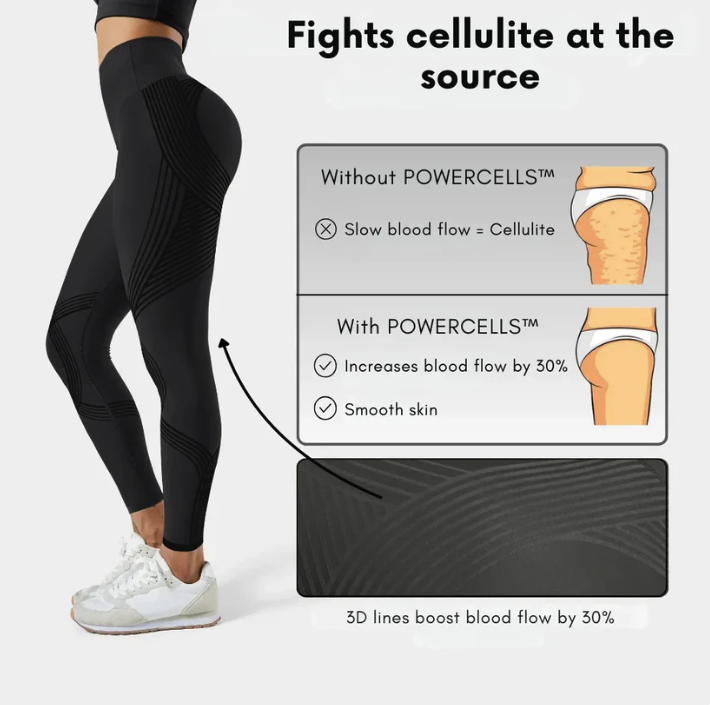 Fights cellulite at the
source
Without POWERCELLS™
Slow blood flow = Cellulite
With POWERCELLS™
Increases blood flow by 30%
Smooth skin
3D lines boost blood flow by 30%